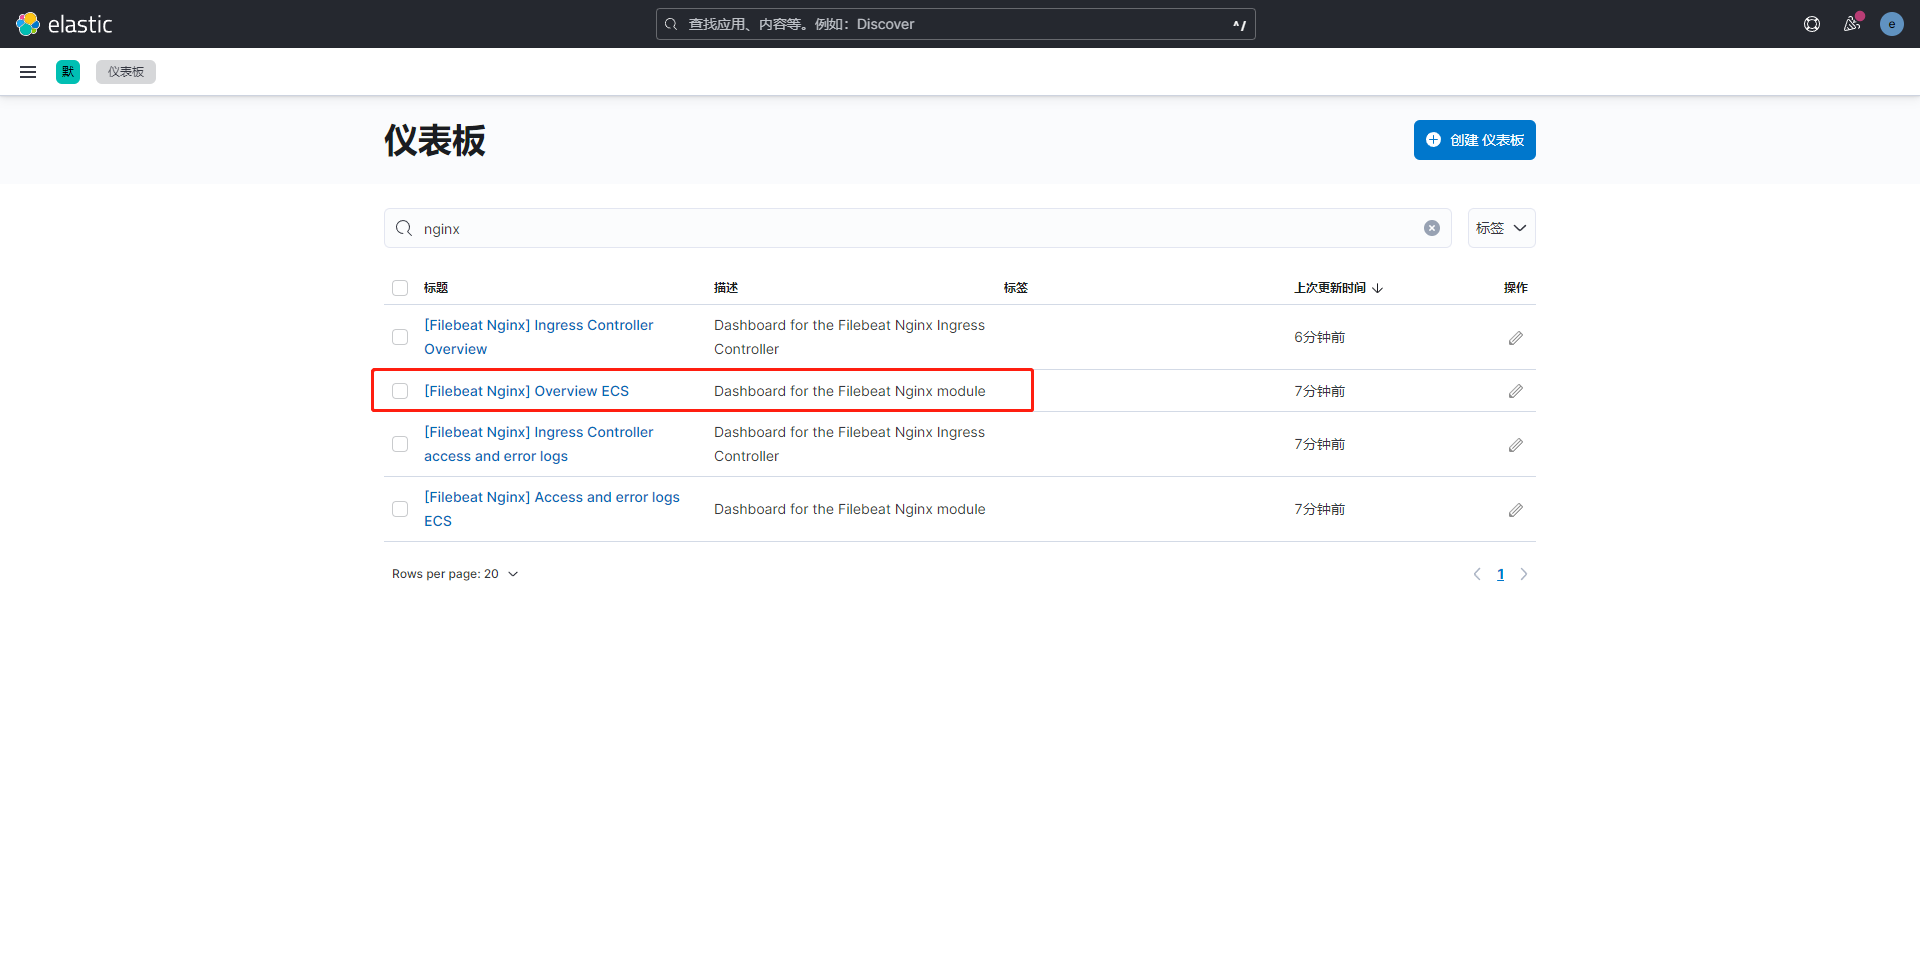 elastic
查找应用、内容等。例如：Discover
^/
e
默
仪表板
仪表板
创建 仪表板
nginx
标签
标题 描述 标签 上次更新时间 操作
[Filebeat Nginx] Ingress Controller
Overview
Dashboard for the Filebeat Nginx Ingress
Controller
6分钟前
[Filebeat Nginx] Overview ECS
Dashboard for the Filebeat Nginx module
7分钟前
[Filebeat Nginx] Ingress Controller
access and error logs
Dashboard for the Filebeat Nginx Ingress
Controller
7分钟前
[Filebeat Nginx] Access and error logs
ECS
Dashboard for the Filebeat Nginx module
7分钟前
Rows per page: 20
1